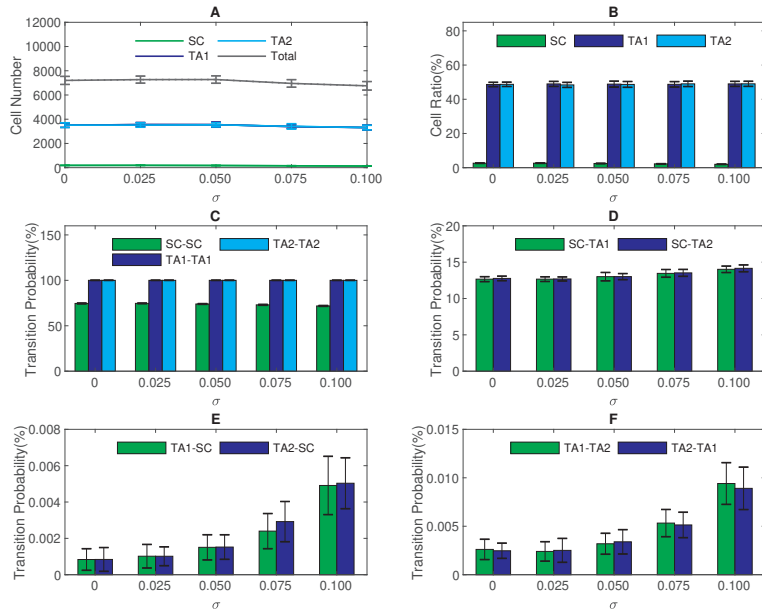 A
12000
10000
8000
6000
4000
2000
0
Cell Number
SC
TA1
TA2
Total
0 0.025 0.050 0.075 0.100
σ
B
80
60
40
20
0
Cell Ratio(%)
SC TA1 TA2
0 0.025 0.050 0.075 0.100
σ
C
150
100
50
0
Transition Probability(%)
SC-SC
TA1-TA1
TA2-TA2
0 0.025 0.050 0.075 0.100
σ
D
20
15
10
5
0
Transition Probability(%)
SC-TA1 SC-TA2
0 0.025 0.050 0.075 0.100
σ
E
0.008
0.006
0.004
0.002
0
Transition Probability(%)
TA1-SC TA2-SC
0 0.025 0.050 0.075 0.100
σ
F
0.015
0.010
0.005
0
Transition Probability(%)
TA1-TA2 TA2-TA1
0 0.025 0.050 0.075 0.100
σ